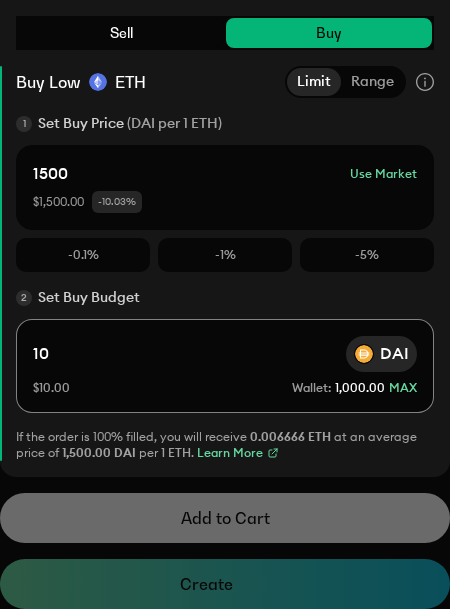 Sell Buy
Buy Low ETH Limit Range
1 Set Buy Price (DAI per 1 ETH)
1500 Use Market
$1,500.00 -10.03%
-0.1% -1% -5%
2 Set Buy Budget
10 DAI
$10.00 Wallet: 1,000.00 MAX
If the order is 100% filled, you will receive 0.006666 ETH at an average
price of 1,500.00 DAI per 1 ETH. Learn More
Add to Cart
Create